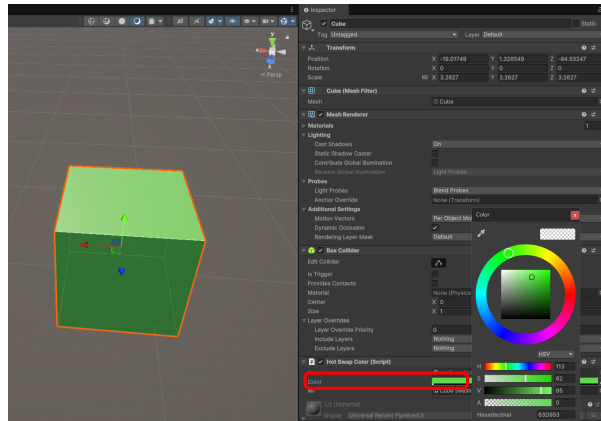 Inspector
Cube
Static
Tag Untagged
Layer Default
y
z
Persp
Transform
Position X -19.01749 Y 1.326549 Z -84.53247
Rotation X 0 Y 0 Z 0
Scale X 3.2827 Y 3.2827 Z 3.2827
Cube (Mesh Filter)
Mesh Cube
Mesh Renderer
Materials 1
Lighting
Cast Shadows On
Static Shadow Caster
Contribute Global Illumination
Receive Global Illumination Light Probes
Probes
Light Probes Blend Probes
Anchor Override None (Transform)
Additional Settings
Motion Vectors Per Object Mo
Dynamic Occlusion
Rendering Layer Mask Default
Box Collider
Edit Collider
Is Trigger
Provides Contacts
Material None (Physics
Center X 0
Size X 1
Layer Overrides
Layer Override Priority 0
Include Layers Nothing
Exclude Layers Nothing
Hot Swap Color (Script)
Color
Lit (Material)
Shader Universal Render Pipeline/Lit
Color
HSV
H 113
S 62
V 85
A 0
Hexadecimal 63D953